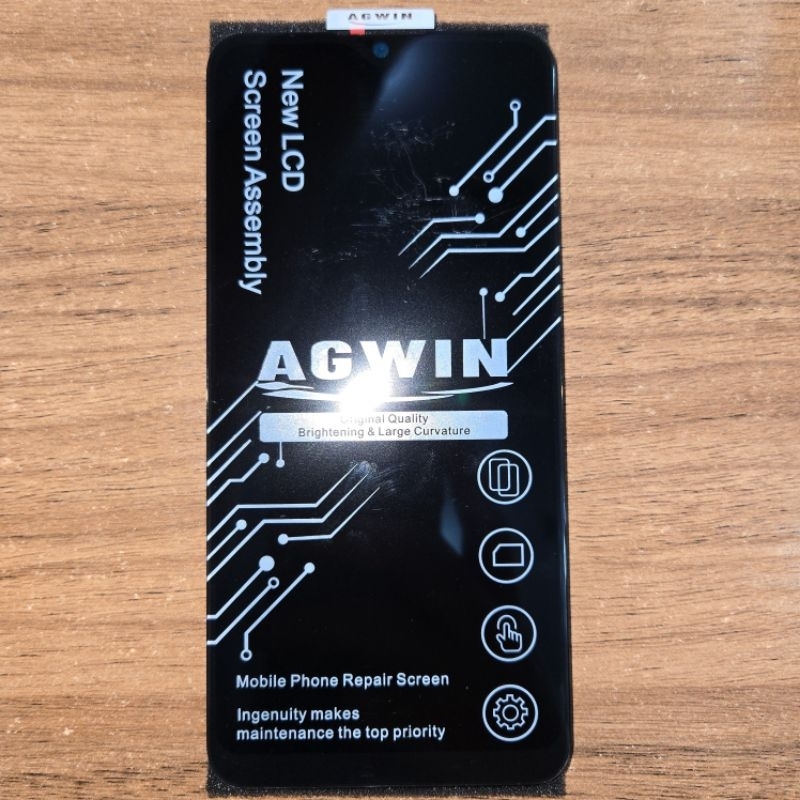 AGWIN
New LCD
Screen Assembly
AGWIN
Original Quality
Brightening & Large Curvature
Mobile Phone Repair Screen
Ingenuity makes
maintenance the top priority